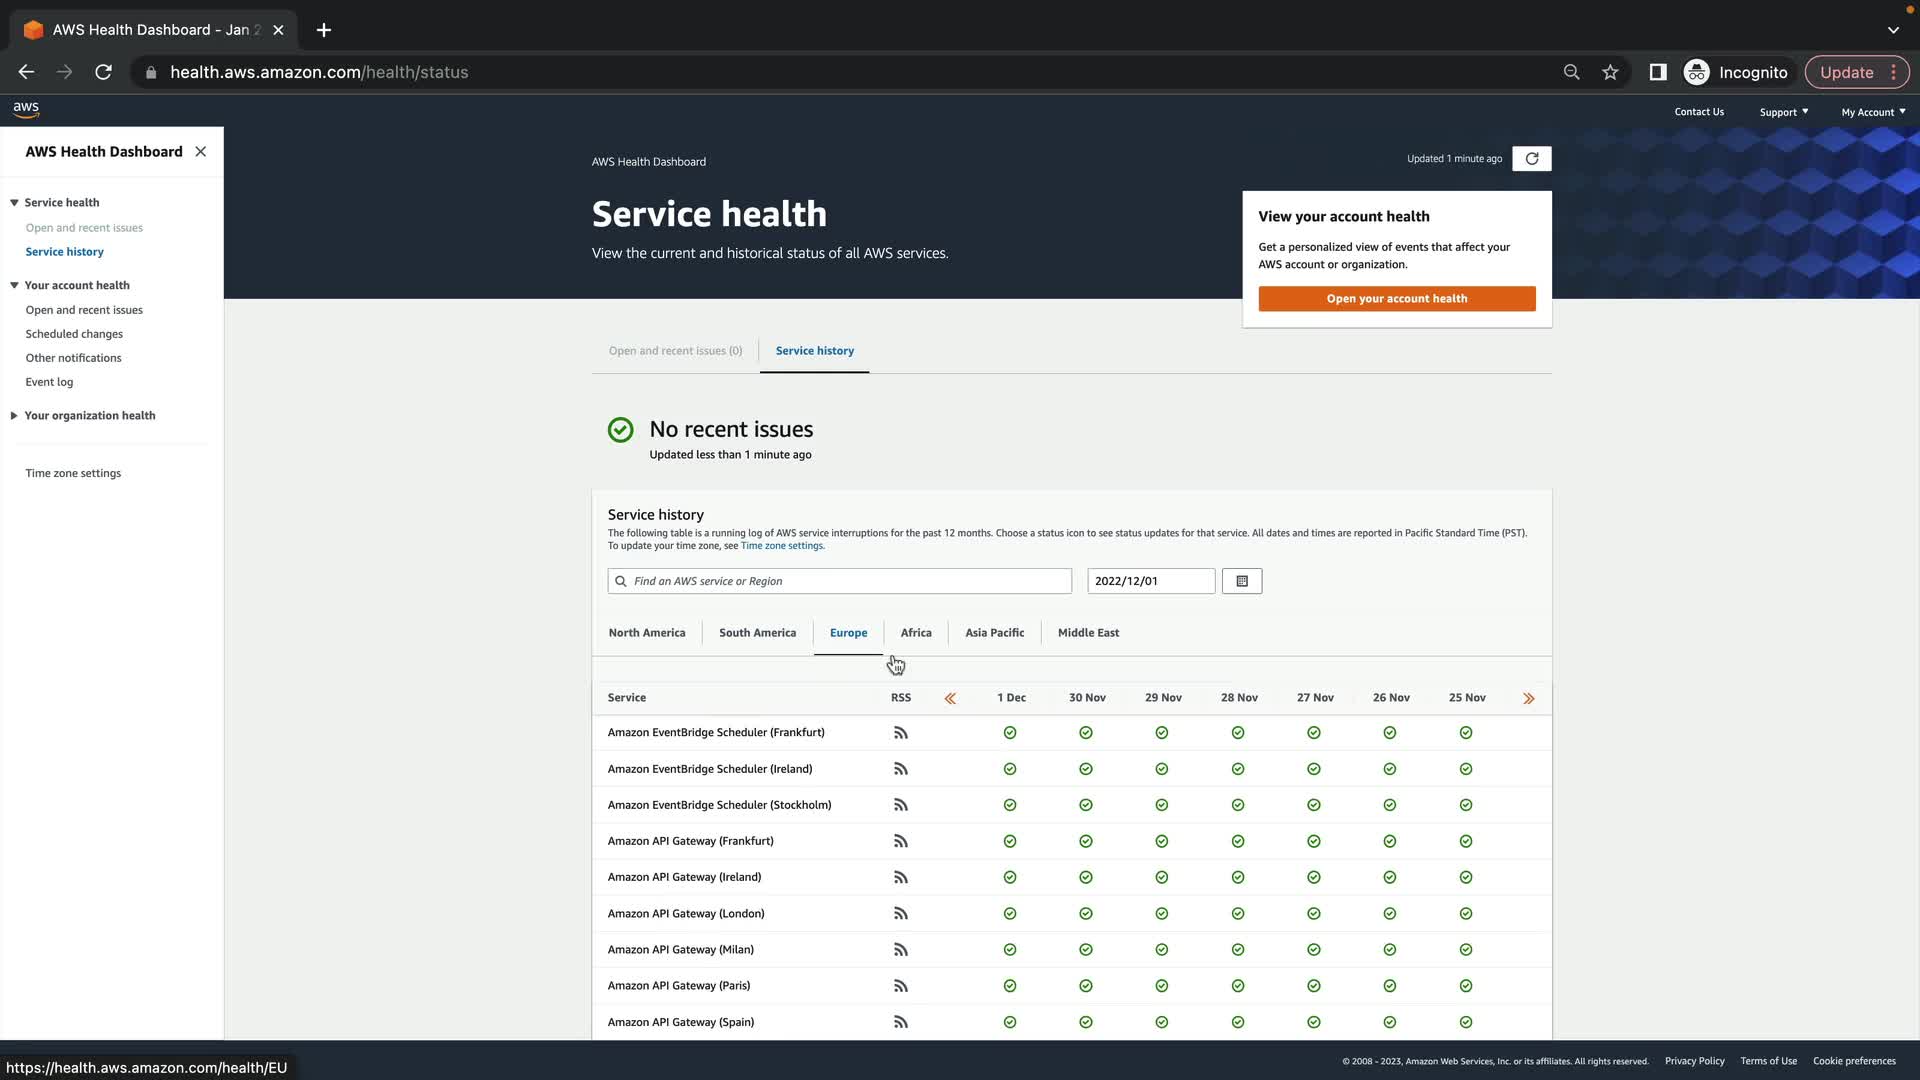 AWS Health Dashboard - Jan 2
health.aws.amazon.com/health/status
Incognito
Update
aws
Contact Us
Support
My Account
AWS Health Dashboard
Service health
Open and recent issues
Service history
Your account health
Open and recent issues
Scheduled changes
Other notifications
Event log
Your organization health
Time zone settings
AWS Health Dashboard
Updated 1 minute ago
Service health
View the current and historical status of all AWS services.
View your account health
Get a personalized view of events that affect your
AWS account or organization.
Open your account health
Open and recent issues (0)
Service history
No recent issues
Updated less than 1 minute ago
Service history
The following table is a running log of AWS service interruptions for the past 12 months. Choose a status icon to see status updates for that service. All dates and times are reported in Pacific Standard Time (PST).
To update your time zone, see Time zone settings.
Find an AWS service or Region
2022/12/01
North America
South America
Europe
Africa
Asia Pacific
Middle East
Service RSS 1 Dec 30 Nov 29 Nov 28 Nov 27 Nov 26 Nov 25 Nov
Amazon EventBridge Scheduler (Frankfurt)
Amazon EventBridge Scheduler (Ireland)
Amazon EventBridge Scheduler (Stockholm)
Amazon API Gateway (Frankfurt)
Amazon API Gateway (Ireland)
Amazon API Gateway (London)
Amazon API Gateway (Milan)
Amazon API Gateway (Paris)
Amazon API Gateway (Spain)
https://health.aws.amazon.com/health/EU
© 2008 - 2023, Amazon Web Services, Inc. or its affiliates. All rights reserved.
Privacy Policy
Terms of Use
Cookie preferences